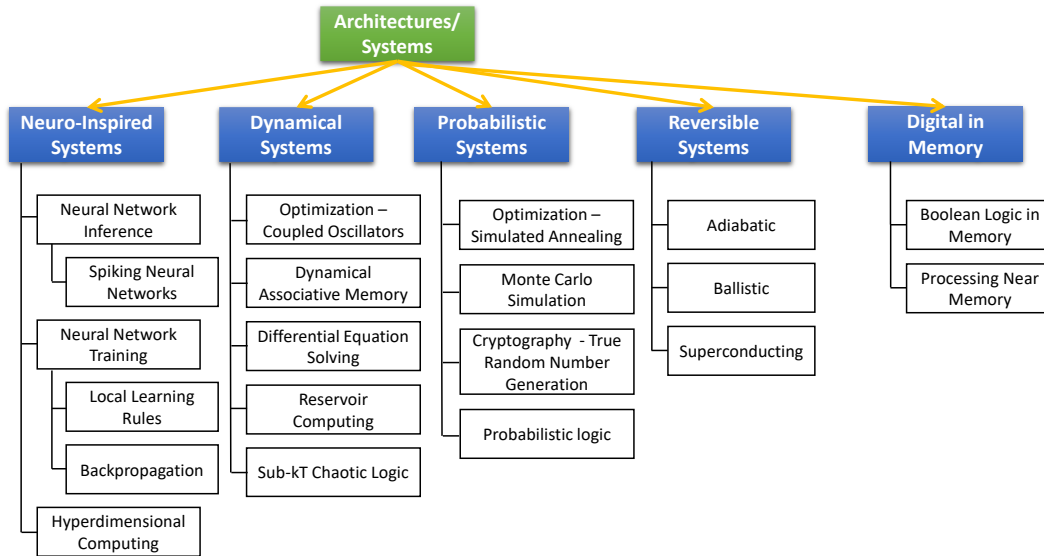 Architectures/
Systems
Neuro-Inspired
Systems
Neural Network
Inference
Spiking Neural
Networks
Neural Network
Training
Local Learning
Rules
Backpropagation
Hyperdimensional
Computing
Dynamical
Systems
Optimization –
Coupled Oscillators
Dynamical
Associative Memory
Differential Equation
Solving
Reservoir
Computing
Sub-kT Chaotic Logic
Probabilistic
Systems
Optimization –
Simulated Annealing
Monte Carlo
Simulation
Cryptography - True
Random Number
Generation
Probabilistic logic
Reversible
Systems
Adiabatic
Ballistic
Superconducting
Digital in
Memory
Boolean Logic in
Memory
Processing Near
Memory